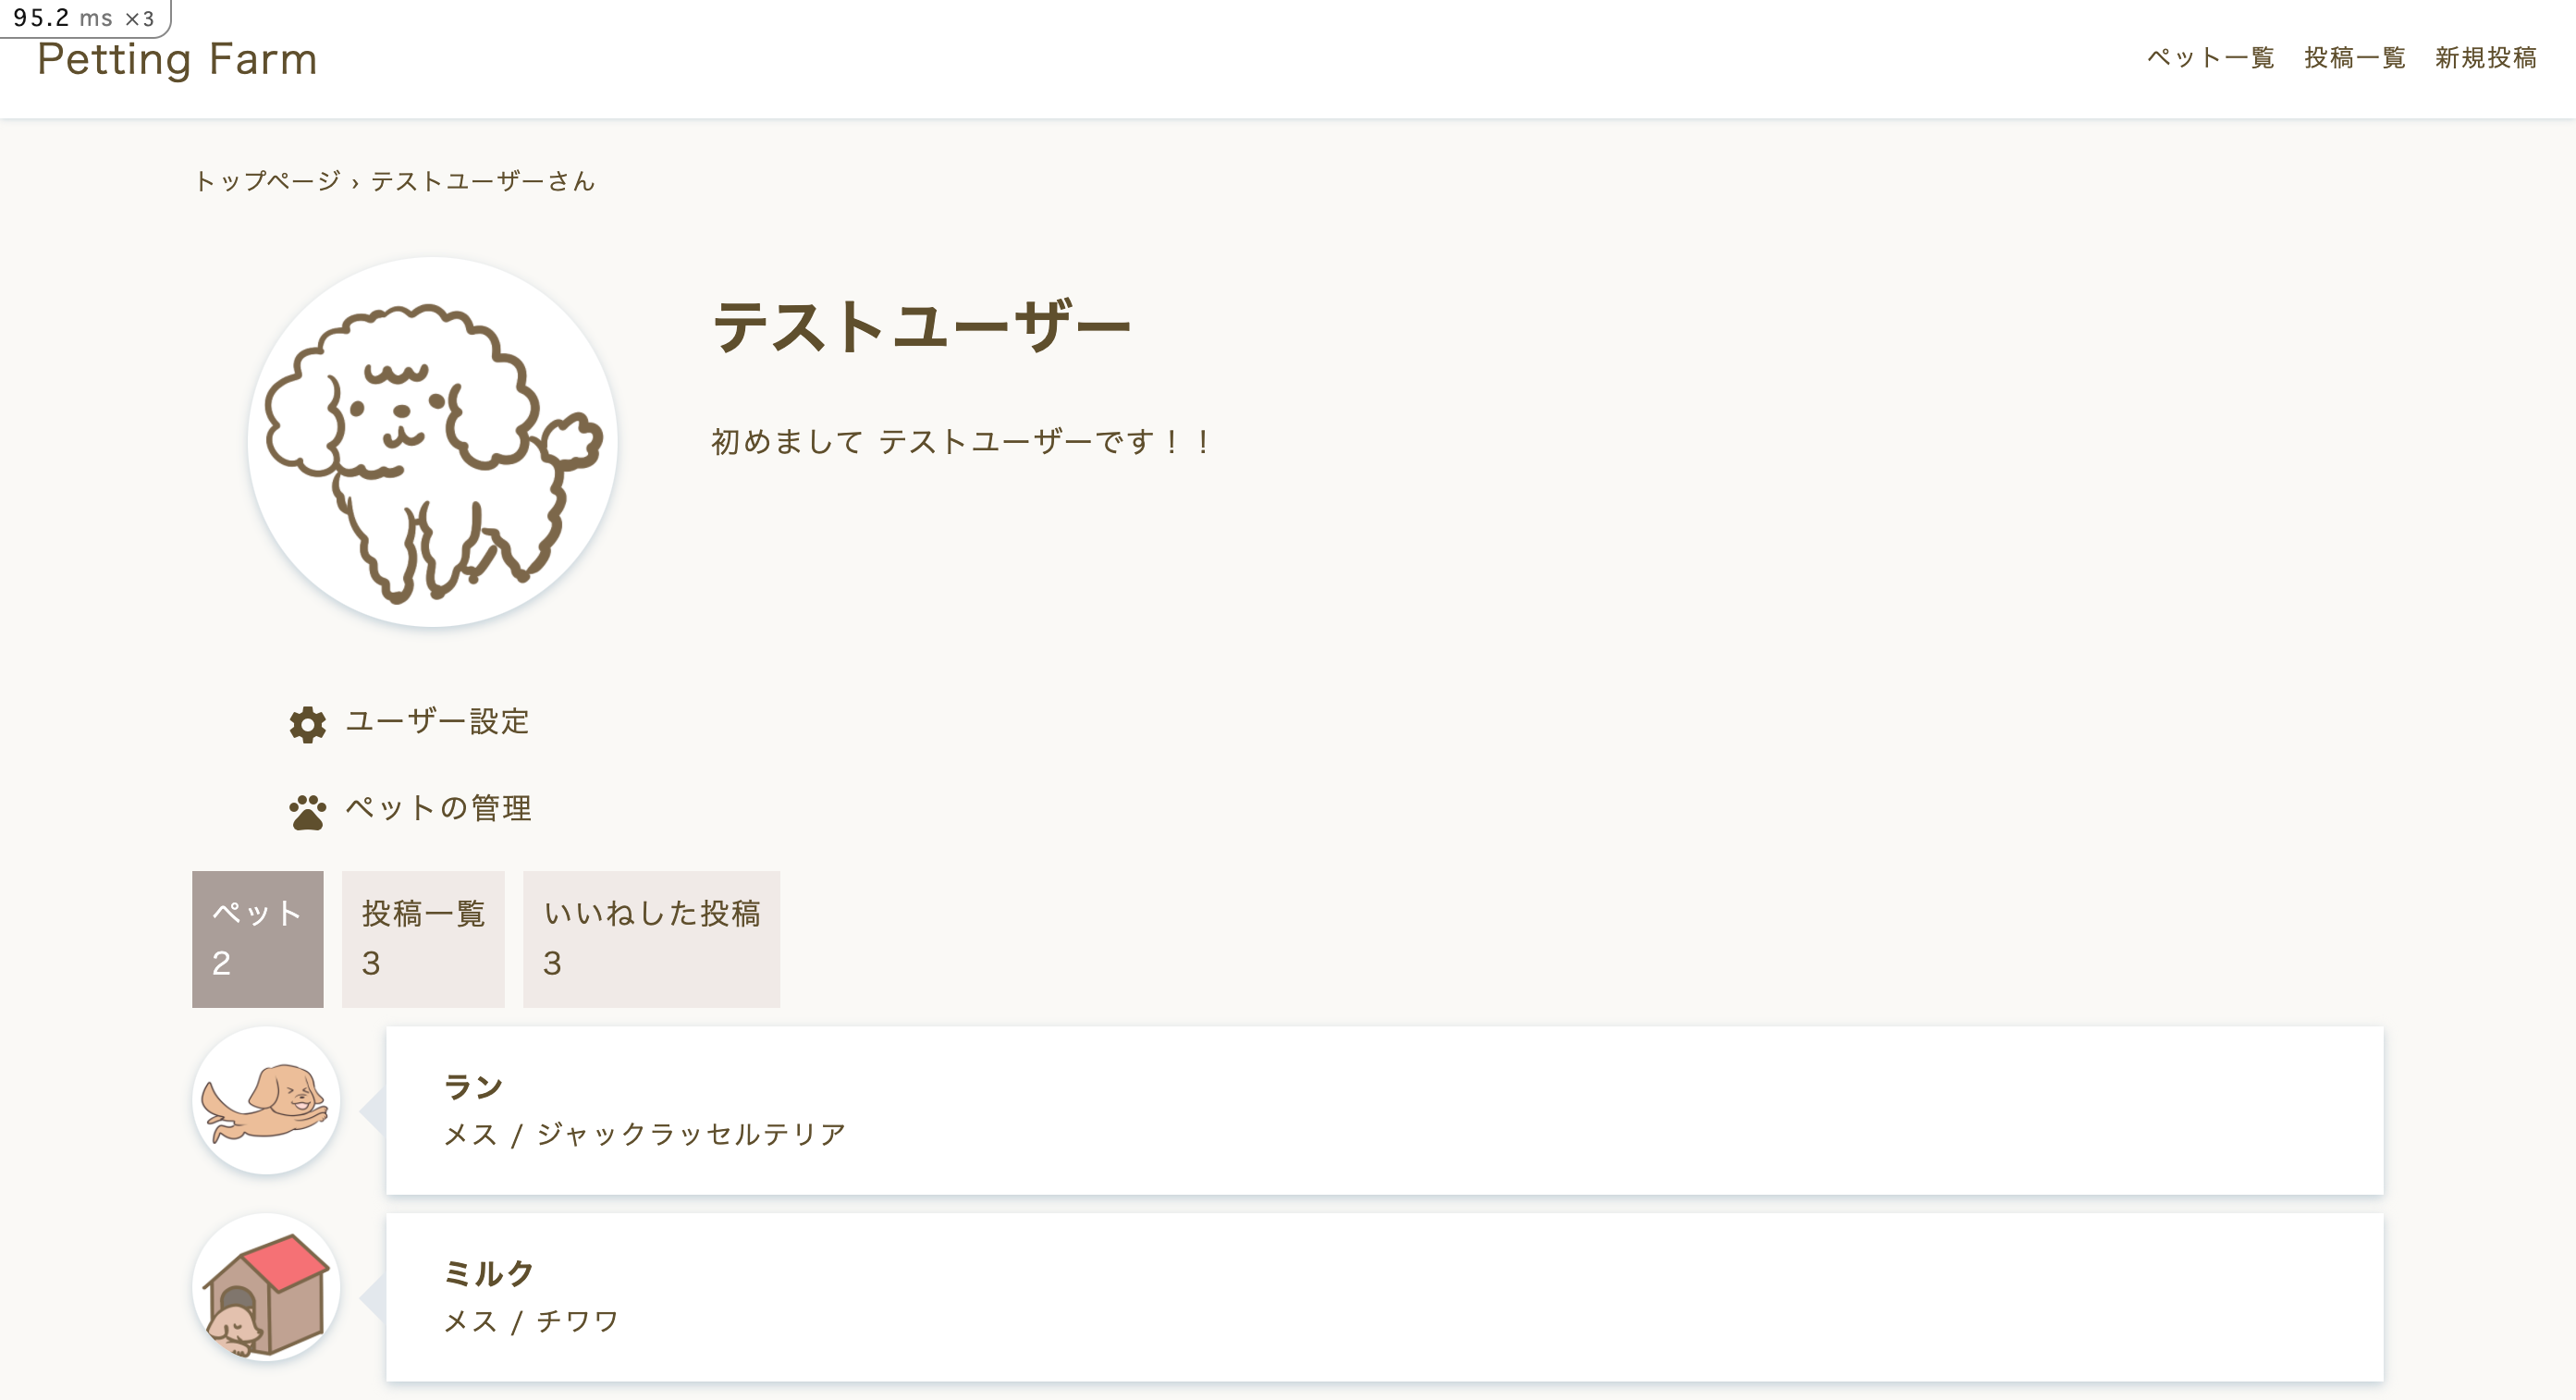 95.2 ms ×3
Petting Farm
ペット一覧 投稿一覧 新規投稿
トップページ › テストユーザーさん
テストユーザー
初めまして テストユーザーです！！
ユーザー設定
ペットの管理
ペット
2
投稿一覧
3
いいねした投稿
3
ラン
メス / ジャックラッセルテリア
ミルク
メス / チワワ